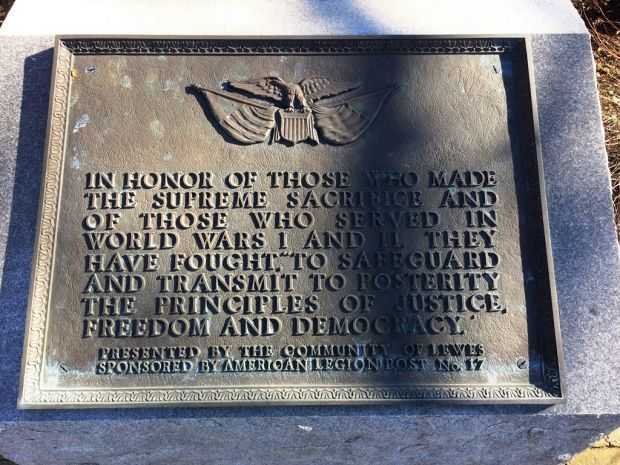 IN HONOR OF THOSE WHO MADE
THE SUPREME SACRIFICE AND
OF THOSE WHO SERVED IN
WORLD WARS I AND II. THEY
HAVE FOUGHT, "TO SAFEGUARD
AND TRANSMIT TO POSTERITY
THE PRINCIPLES OF JUSTICE,
FREEDOM AND DEMOCRACY."
PRESENTED BY THE COMMUNITY OF LEWES
SPONSORED BY AMERICAN LEGION POST NO. 17